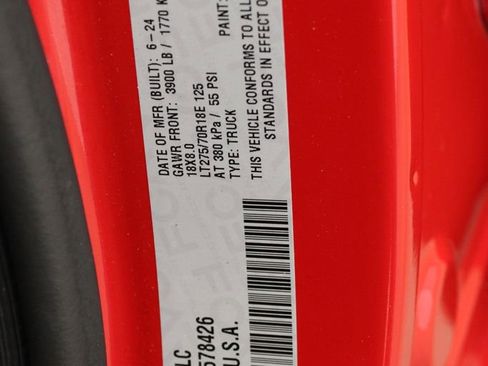 DATE OF MFR (BUILT): 6-24
GAWR FRONT: 3900 LB / 1770 K
18X8.0
LT275/70R18E 125
AT 380 kPa / 55 PSI
TYPE: TRUCK
PAINT:
THIS VEHICLE CONFORMS TO ALL
STANDARDS IN EFFECT O
LC
578426
U.S.A.